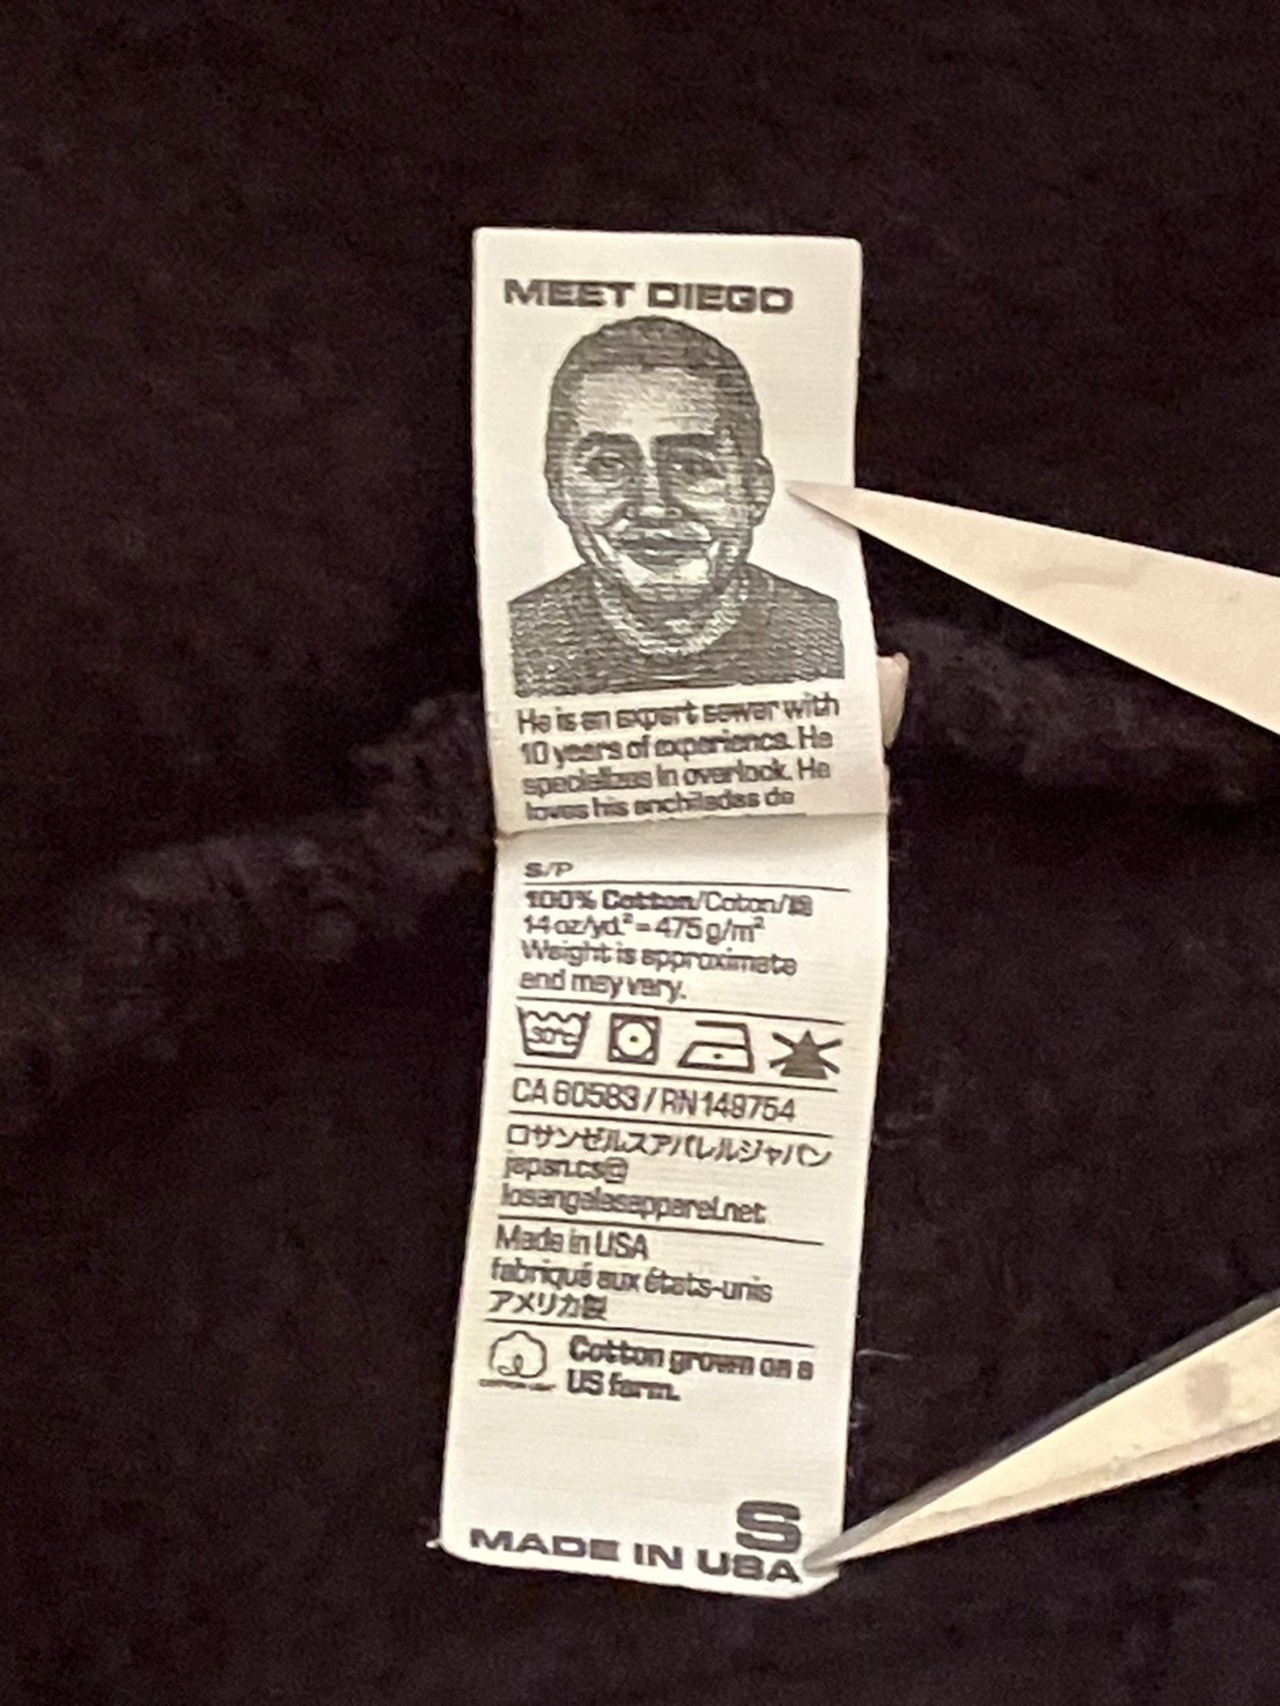 MEET DIEGO
He is an expert sewer with
10 years of experience. He
specializes in overlock. He
loves his enchiladas de
S/P
100% Cotton/Coton/綿
14 oz/yd.² = 475 g/m²
Weight is approximate
and may vary.
30°C
CA 60583 / RN 149754
ロサンゼルスアパレルジャパン
japan.cs@
losangelesapparel.net
Made in USA
fabriqué aux états-unis
アメリカ製
Cotton grown on a
US farm.
S
MADE IN USA